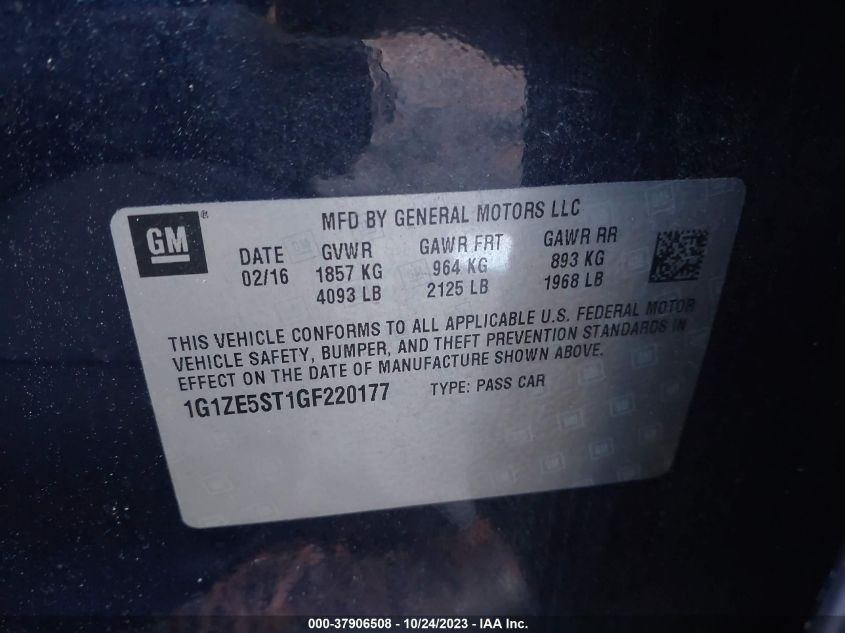 GM®
MFD BY GENERAL MOTORS LLC
DATE GVWR GAWR FRT GAWR RR
02/16 1857 KG 964 KG 893 KG
4093 LB 2125 LB 1968 LB
THIS VEHICLE CONFORMS TO ALL APPLICABLE U.S. FEDERAL MOTOR
VEHICLE SAFETY, BUMPER, AND THEFT PREVENTION STANDARDS IN
EFFECT ON THE DATE OF MANUFACTURE SHOWN ABOVE.
1G1ZE5ST1GF220177 TYPE: PASS CAR
000-37906508 - 10/24/2023 - IAA Inc.